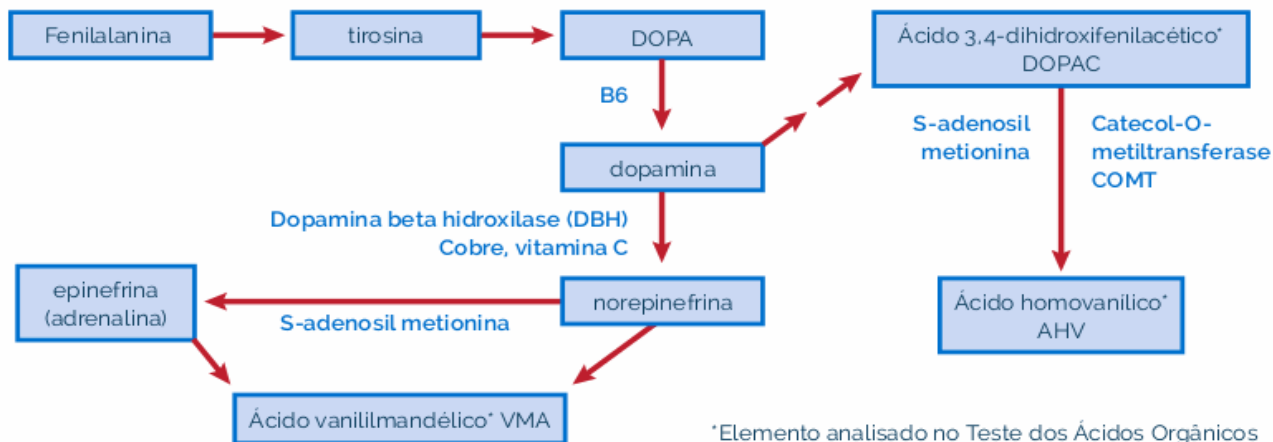 Fenilalanina
tirosina
DOPA
Ácido 3,4-dihidroxifenilacético*
DOPAC
B6
S-adenosil
metionina
Catecol-O-
metiltransferase
COMT
dopamina
Dopamina beta hidroxilase (DBH)
Cobre, vitamina C
epinefrina
(adrenalina)
S-adenosil metionina
norepinefrina
Ácido homovanílico*
AHV
Ácido vanililmandélico* VMA
*Elemento analisado no Teste dos Ácidos Orgânicos